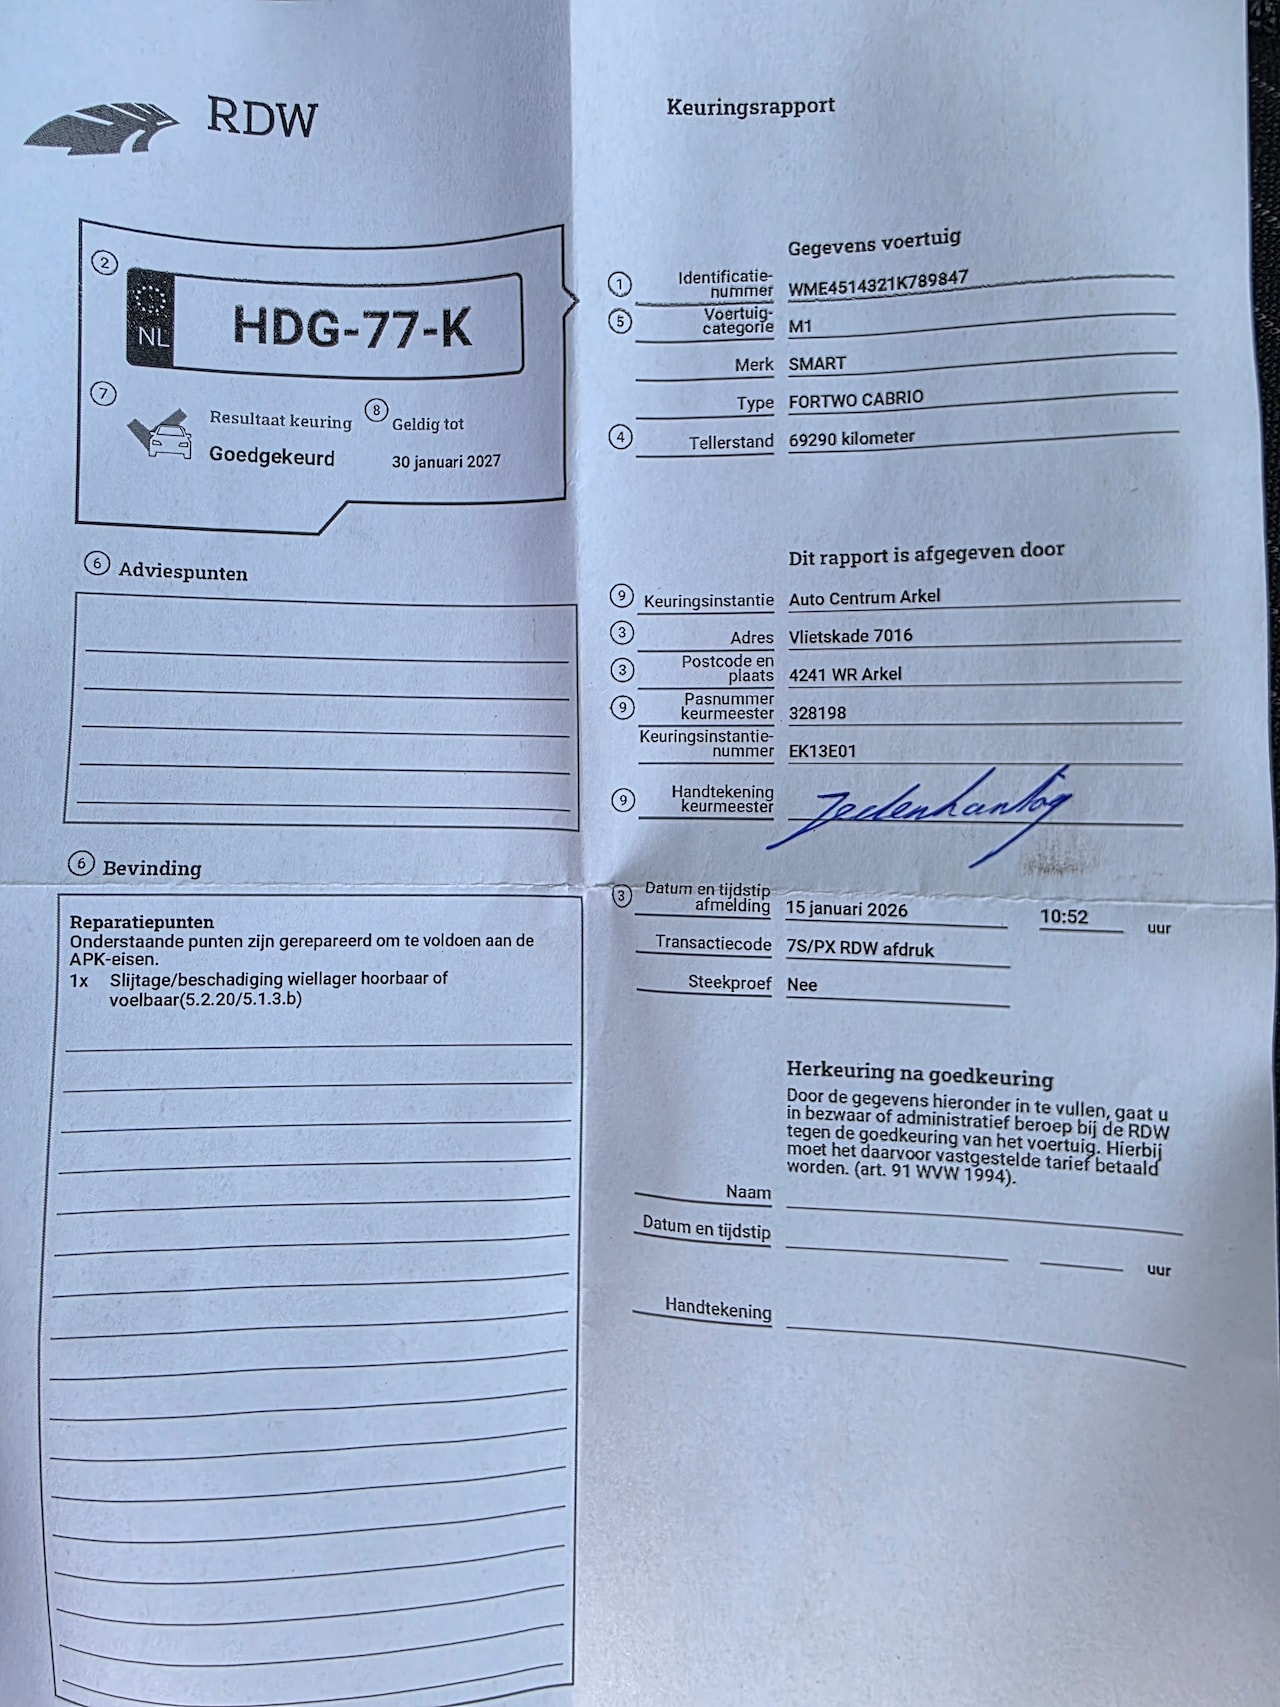 RDW
Keuringsrapport
2
NL
HDG-77-K
7
Resultaat keuring
Goedgekeurd
8
Geldig tot
30 januari 2027
6 Adviespunten
6 Bevinding
Reparatiepunten
Onderstaande punten zijn gerepareerd om te voldoen aan de
APK-eisen.
1x Slijtage/beschadiging wiellager hoorbaar of
voelbaar(5.2.20/5.1.3.b)
Gegevens voertuig
1 Identificatie-
nummer WME4514321K789847
5 Voertuig-
categorie M1
Merk SMART
Type FORTWO CABRIO
4 Tellerstand 69290 kilometer
Dit rapport is afgegeven door
9 Keuringsinstantie Auto Centrum Arkel
3 Adres Vlietskade 7016
3 Postcode en
plaats 4241 WR Arkel
9 Pasnummer
keurmeester 328198
Keuringsinstantie-
nummer EK13E01
9 Handtekening
keurmeester
3 Datum en tijdstip
afmelding 15 januari 2026 10:52 uur
Transactiecode 7S/PX RDW afdruk
Steekproef Nee
Herkeuring na goedkeuring
Door de gegevens hieronder in te vullen, gaat u
in bezwaar of administratief beroep bij de RDW
tegen de goedkeuring van het voertuig. Hierbij
moet het daarvoor vastgestelde tarief betaald
worden. (art. 91 WVW 1994).
Naam
Datum en tijdstip uur
Handtekening